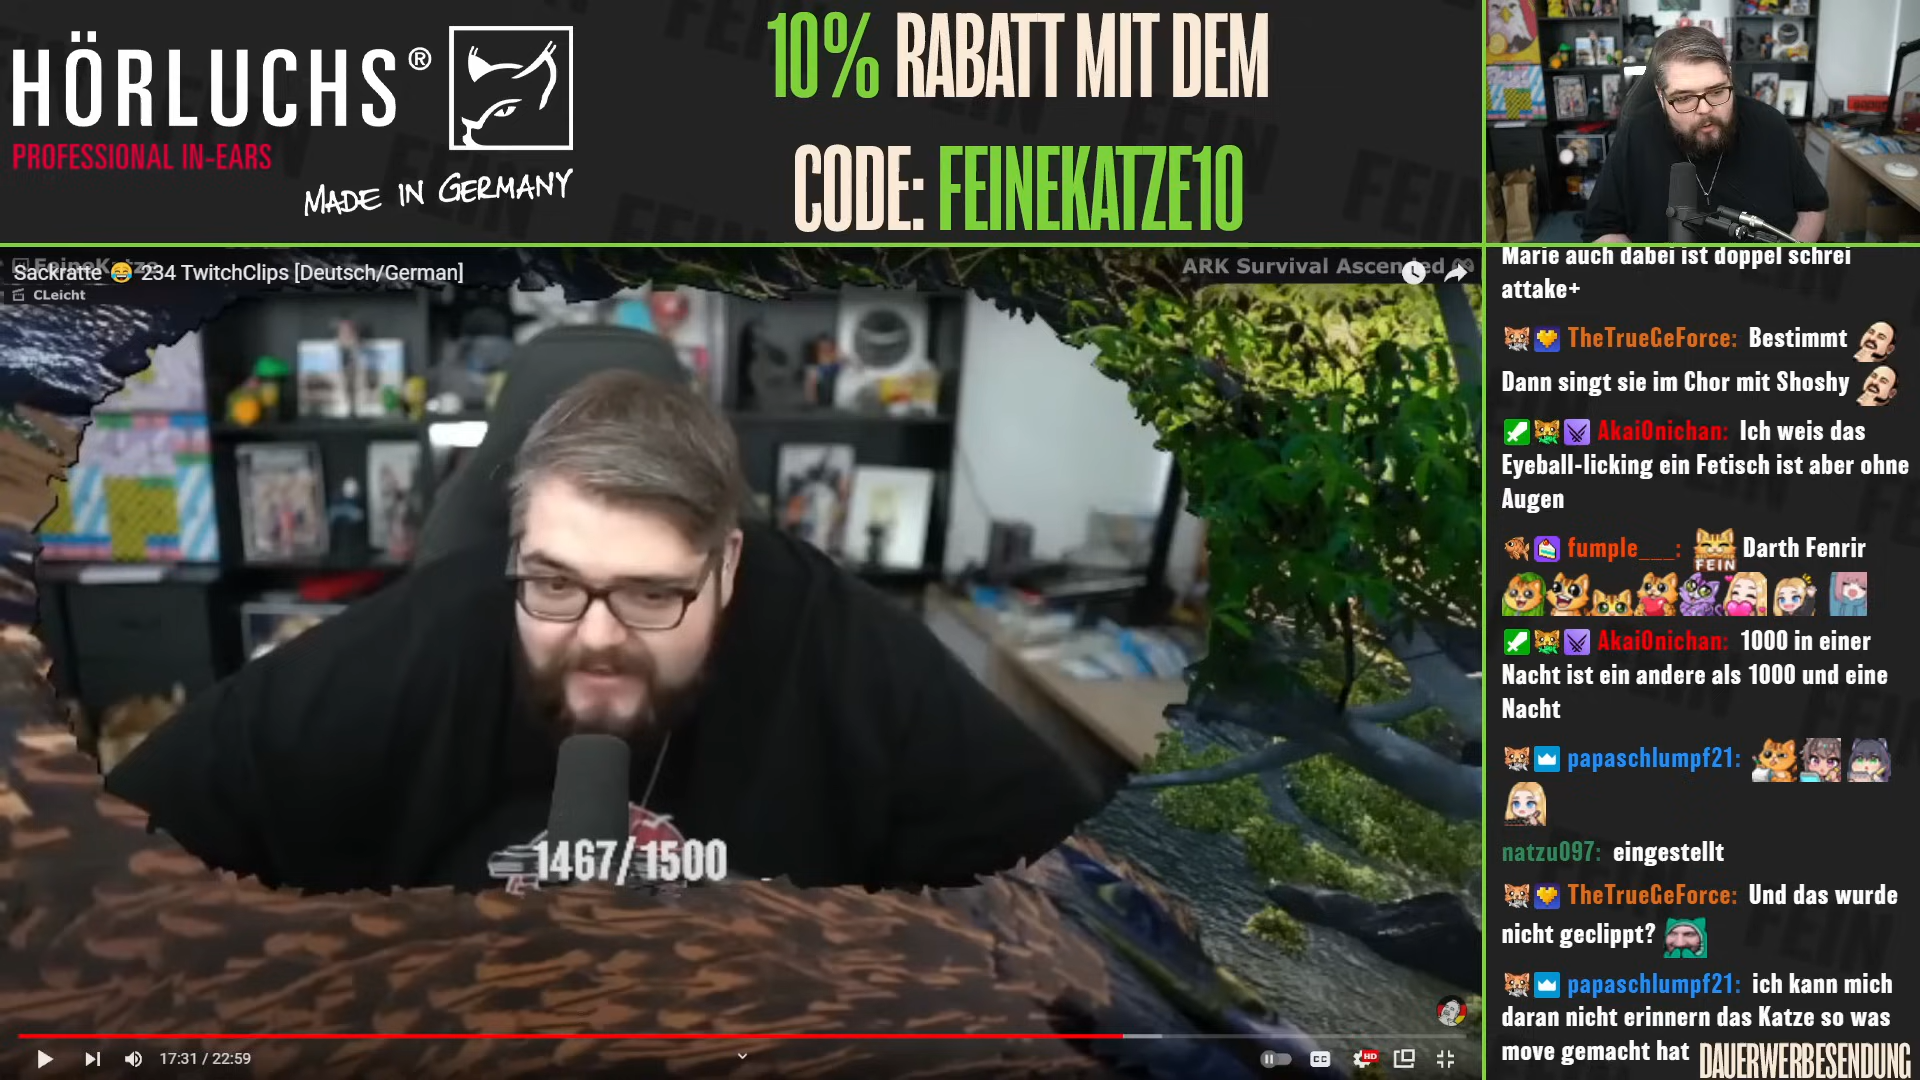 HÖRLUCHS®
PROFESSIONAL IN-EARS
MADE IN GERMANY
10% RABATT MIT DEM
CODE: FEINEKATZE10
Sackratte 😂 234 TwitchClips [Deutsch/German]
FeineKatze
CLeicht
ARK Survival Ascended
1467/1500
17:31 / 22:59
CC
HD
Marie auch dabei ist doppel schrei
attake+
TheTrueGeForce: Bestimmt
Dann singt sie im Chor mit Shoshy
AkaiOnichan: Ich weis das
Eyeball-licking ein Fetisch ist aber ohne
Augen
fumple___: FEIN Darth Fenrir
AkaiOnichan: 1000 in einer
Nacht ist ein andere als 1000 und eine
Nacht
papaschlumpf21:
natzu097: eingestellt
TheTrueGeForce: Und das wurde
nicht geclippt?
papaschlumpf21: ich kann mich
daran nicht erinnern das Katze so was
move gemacht hat
DAUERWERBESENDUNG